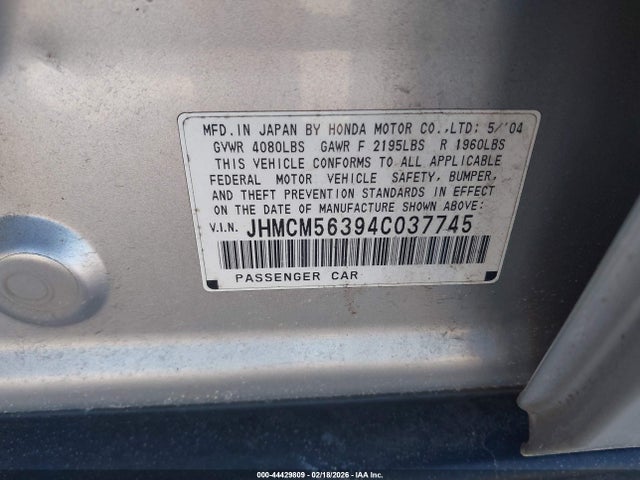 MFD. IN JAPAN BY HONDA MOTOR CO.,LTD: 5/'04
GVWR 4080LBS GAWR F 2195LBS R 1960LBS
THIS VEHICLE CONFORMS TO ALL APPLICABLE
FEDERAL MOTOR VEHICLE SAFETY, BUMPER,
AND THEFT PREVENTION STANDARDS IN EFFECT
ON THE DATE OF MANUFACTURE SHOWN ABOVE:
V.I.N. JHMCM56394C037745
PASSENGER CAR
000-44429809 - 02/18/2026 - IAA Inc.